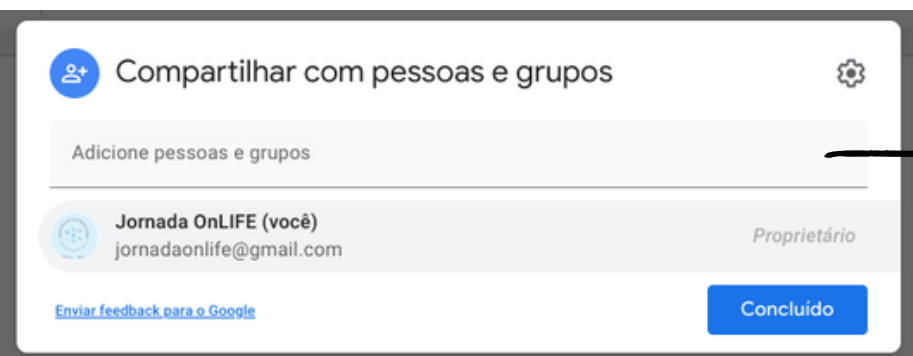 Compartilhar com pessoas e grupos
Adicione pessoas e grupos
Jornada OnLIFE (você)
jornadaonlife@gmail.com
Proprietário
Enviar feedback para o Google
Concluído